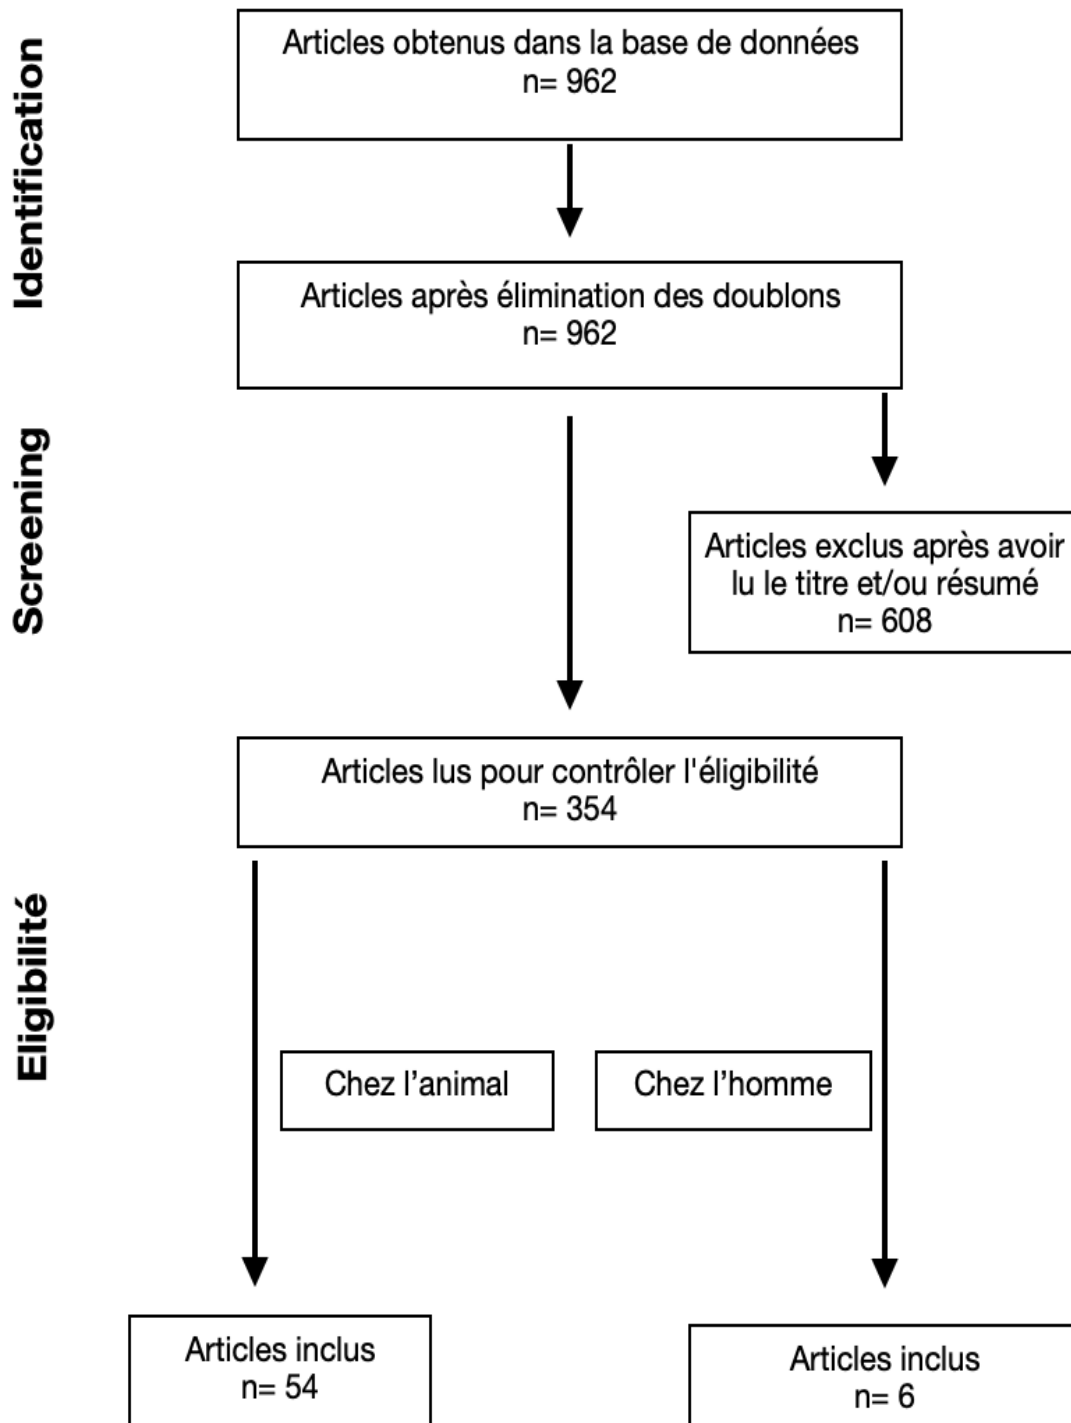 Identification
Articles obtenus dans la base de données
n= 962
Articles après élimination des doublons
n= 962
Screening
Articles exclus après avoir
lu le titre et/ou résumé
n= 608
Articles lus pour contrôler l'éligibilité
n= 354
Eligibilité
Chez l’animal
Chez l’homme
Articles inclus
n= 54
Articles inclus
n= 6